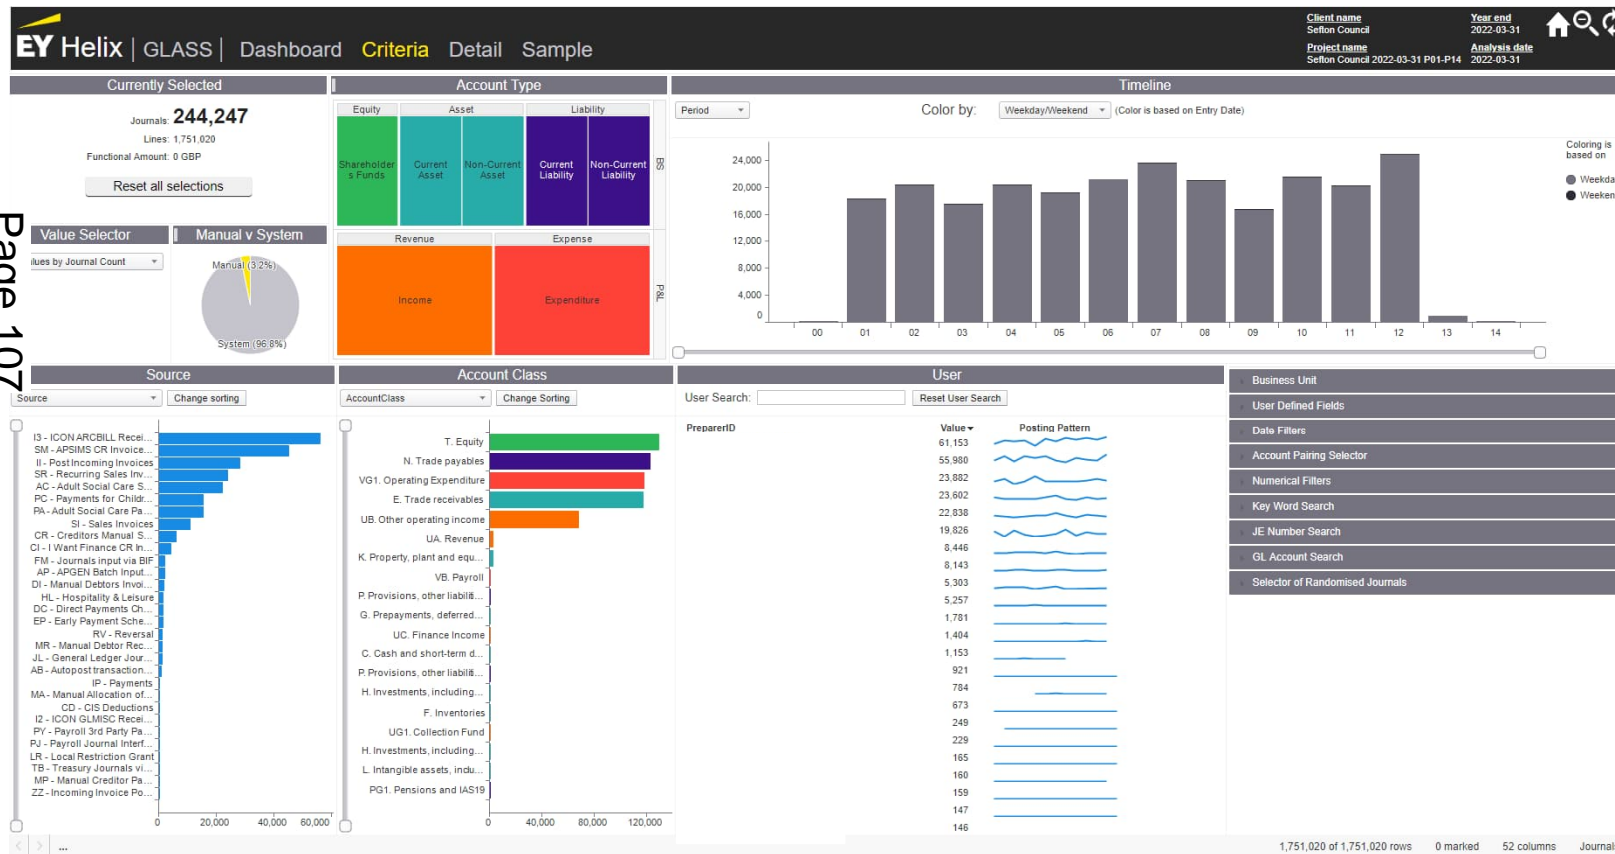 EY Helix | GLASS | Dashboard Criteria Detail Sample
Client name
Sefton Council
Year end
2022-03-31
Project name
Sefton Council 2022-03-31 P01-P14
Analysis date
2022-03-31
Currently Selected
Journals: 244,247
Lines: 1,751,020
Functional Amount: 0 GBP
Reset all selections
Value Selector
lues by Journal Count
Manual v System
Manual (3.2%)
System (96.8%)
Page 107
Account Type
Equity
Asset
Liability
Shareholder
s Funds
Current
Asset
Non-Current
Asset
Current
Liability
Non-Current
Liability
BS
Revenue
Expense
Income
Expenditure
P&L
Timeline
Period
Color by:
Weekday/Weekend
(Color is based on Entry Date)
24,000
20,000
16,000
12,000
8,000
4,000
0
00 01 02 03 04 05 06 07 08 09 10 11 12 13 14
Coloring is
based on
Weekda
Weeken
Source
Source
Change sorting
I3 - ICON ARCBILL Recei...
SM - APSIMS CR Invoice...
II - Post Incoming Invoices
SR - Recurring Sales Inv...
AC - Adult Social Care S...
PC - Payments for Childr...
PA - Adult Social Care Pa...
SI - Sales Invoices
CR - Creditors Manual S...
CI - I Want Finance CR In...
FM - Journals input via BIF
AP - APGEN Batch Input...
DI - Manual Debtors Invoi...
HL - Hospitality & Leisure
DC - Direct Payments Ch...
EP - Early Payment Sche...
RV - Reversal
MR - Manual Debtor Rec...
JL - General Ledger Jour...
AB - Autopost transaction...
IP - Payments
MA - Manual Allocation of...
CD - CIS Deductions
I2 - ICON GLMISC Recei...
PY - Payroll 3rd Party Pa...
PJ - Payroll Journal Interf...
LR - Local Restriction Grant
TB - Treasury Journals vi...
MP - Manual Creditor Pa...
ZZ - Incoming Invoice Po...
0 20,000 40,000 60,000
Account Class
AccountClass
Change Sorting
T. Equity
N. Trade payables
VG1. Operating Expenditure
E. Trade receivables
UB. Other operating income
UA. Revenue
K. Property, plant and equ...
VB. Payroll
P. Provisions, other liabiliti...
G. Prepayments, deferred...
UC. Finance Income
C. Cash and short-term d...
P. Provisions, other liabiliti...
H. Investments, including...
F. Inventories
UG1. Collection Fund
H. Investments, including...
L. Intangible assets, inclu...
PG1. Pensions and IAS19
0 40,000 80,000 120,000
User
User Search:
Reset User Search
PreparerID Value Posting Pattern
61,153
55,980
23,882
23,602
22,838
19,826
8,446
8,143
5,303
5,257
1,781
1,404
1,153
921
784
673
249
229
165
160
159
147
146
Business Unit
User Defined Fields
Date Filters
Account Pairing Selector
Numerical Filters
Key Word Search
JE Number Search
GL Account Search
Selector of Randomised Journals
...
1,751,020 of 1,751,020 rows 0 marked 52 columns Journal